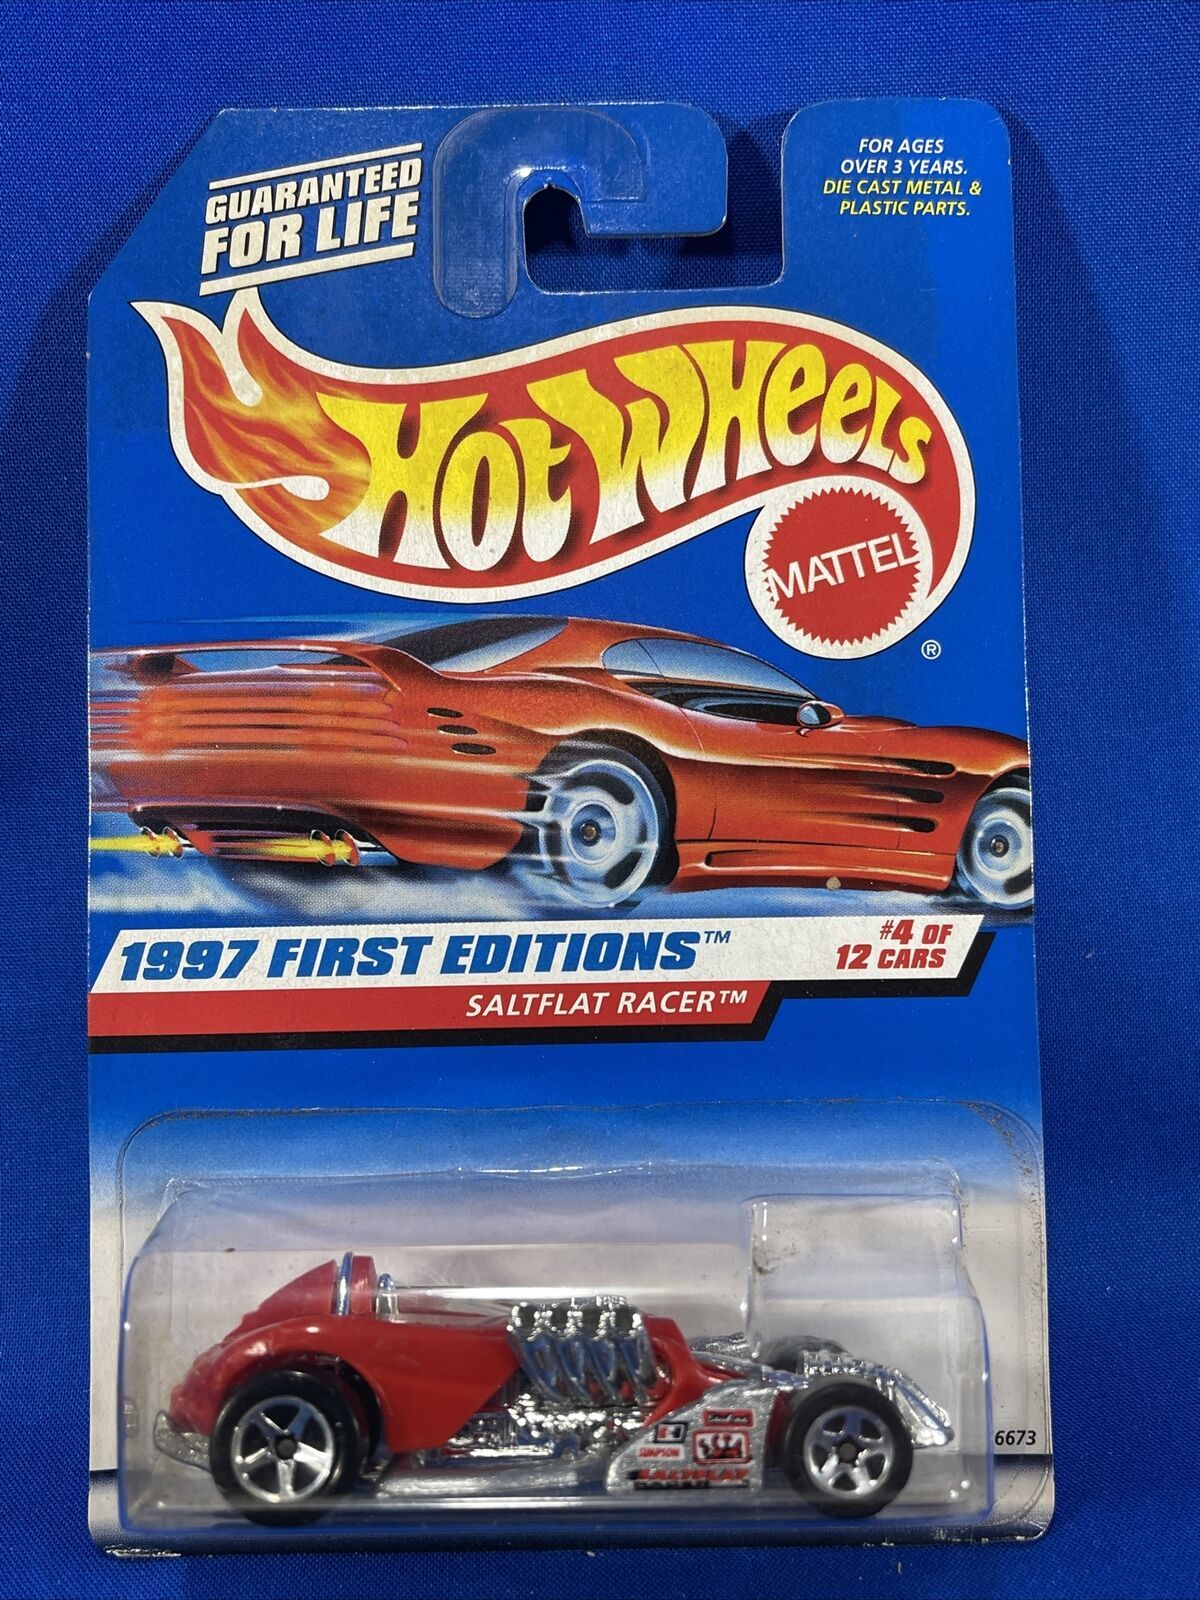 GUARANTEED
FOR LIFE
FOR AGES
OVER 3 YEARS.
DIE CAST METAL &
PLASTIC PARTS.
HOT WHEELS
MATTEL
®
1997 FIRST EDITIONS™
#4 OF
12 CARS
SALTFLAT RACER™
SIMPSON
SALTFLAT
RACER
6673